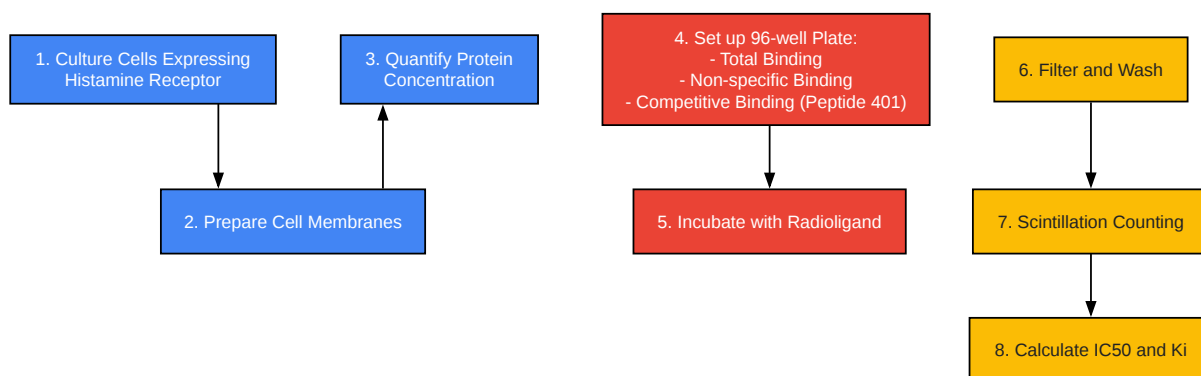 1. Culture Cells Expressing
Histamine Receptor
2. Prepare Cell Membranes
3. Quantify Protein
Concentration
4. Set up 96-well Plate:
- Total Binding
- Non-specific Binding
- Competitive Binding (Peptide 401)
5. Incubate with Radioligand
6. Filter and Wash
7. Scintillation Counting
8. Calculate IC50 and Ki